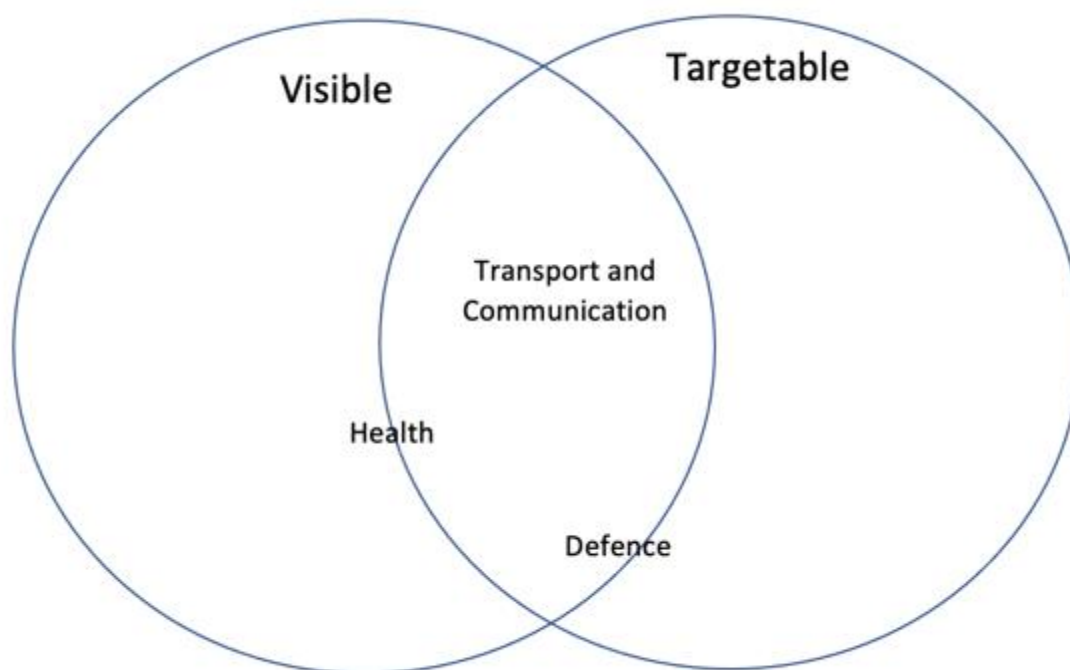 Visible
Targetable
Transport and
Communication
Health
Defence